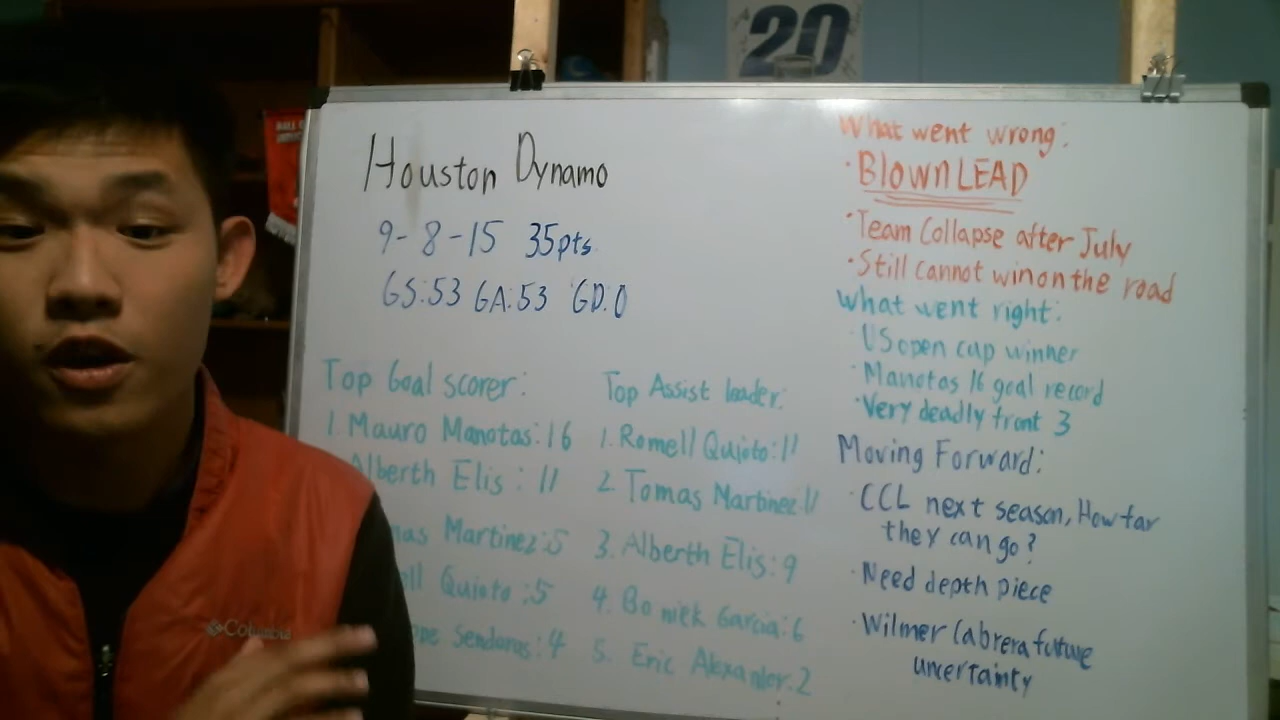 20
Houston Dynamo
9-8-15 35pts
GS:53 GA:53 GD:0
Top Goal scorer:
1. Mauro Manotas:16
Alberth Elis: 11
Martinez:5
Quioto:5
Senderos:4
Top Assist leader:
1. Romell Quioto:11
2. Tomas Martinez:11
3. Alberth Elis:9
4. Boniek Garcia:6
5. Eric Alexander:2
What went wrong:
·BlownLEAD
·Team Collapse after July
·Still cannot win on the road
What went right:
·US open cup winner
·Manotas 16 goal record
·Very deadly front 3
Moving Forward:
·CCL next season, How far
they can go?
·Need depth piece
·Wilmer Cabrera future
uncertainty
Columbia